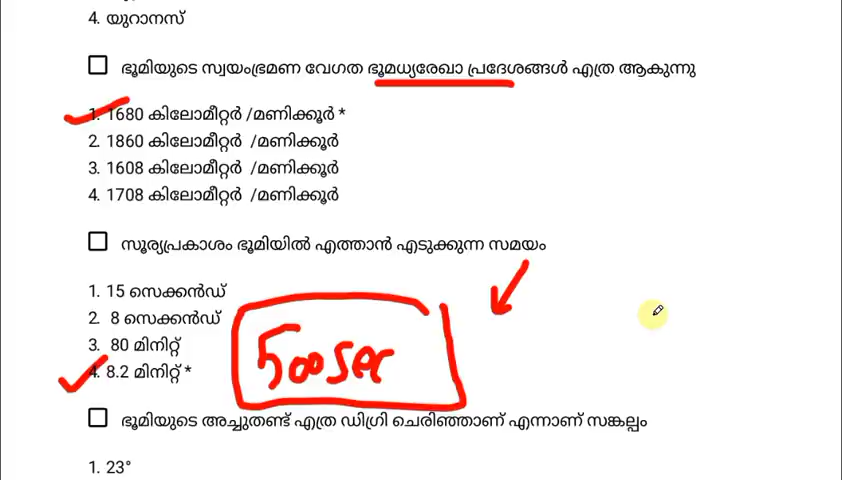 4. യുറാനസ്
ഭൂമിയുടെ സ്വയംഭ്രമണ വേഗത ഭൂമധ്യരേഖാ പ്രദേശങ്ങൾ എത്ര ആകുന്നു
1. 1680 കിലോമീറ്റർ /മണിക്കൂർ *
2. 1860 കിലോമീറ്റർ /മണിക്കൂർ
3. 1608 കിലോമീറ്റർ /മണിക്കൂർ
4. 1708 കിലോമീറ്റർ /മണിക്കൂർ
സൂര്യപ്രകാശം ഭൂമിയിൽ എത്താൻ എടുക്കുന്ന സമയം
1. 15 സെക്കൻഡ്
2. 8 സെക്കൻഡ്
3. 80 മിനിറ്റ്
500 sec
4. 8.2 മിനിറ്റ് *
ഭൂമിയുടെ അച്ചുതണ്ട് എത്ര ഡിഗ്രി ചെരിഞ്ഞാണ് എന്നാണ് സങ്കല്പം
1. 23°